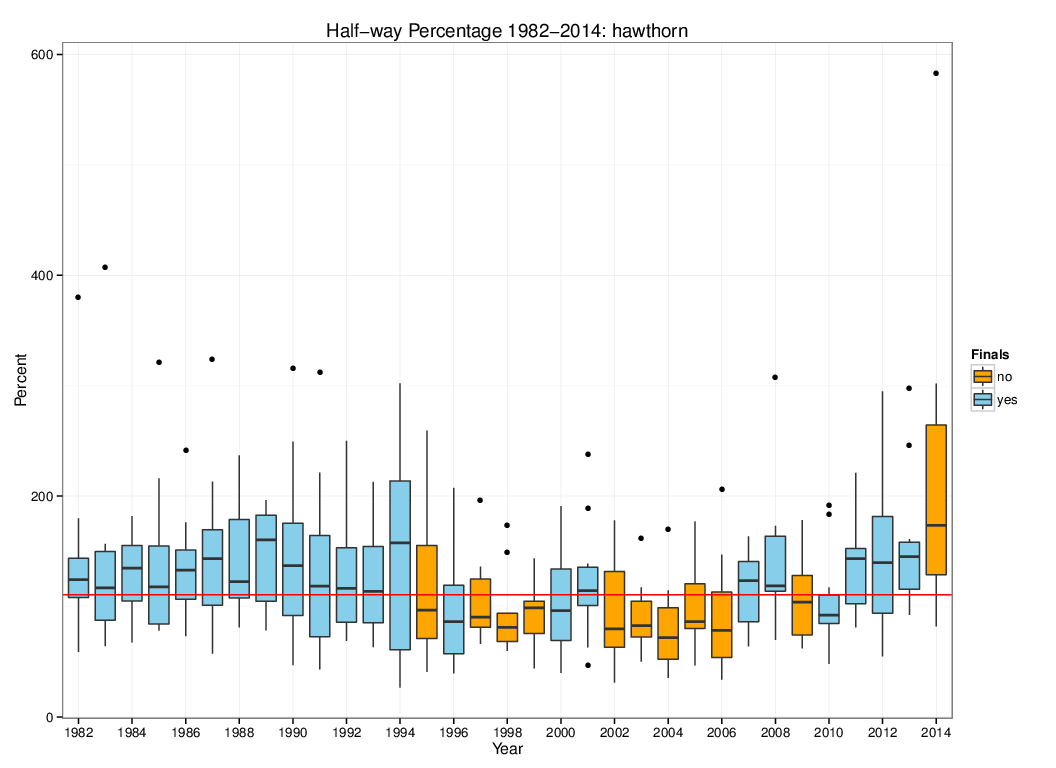 Half−way Percentage 1982−2014: hawthorn
600
400
200
0
Percent
1982 1984 1986 1988 1990 1992 1994 1996 1998 2000 2002 2004 2006 2008 2010 2012 2014
Year
Finals
no
yes